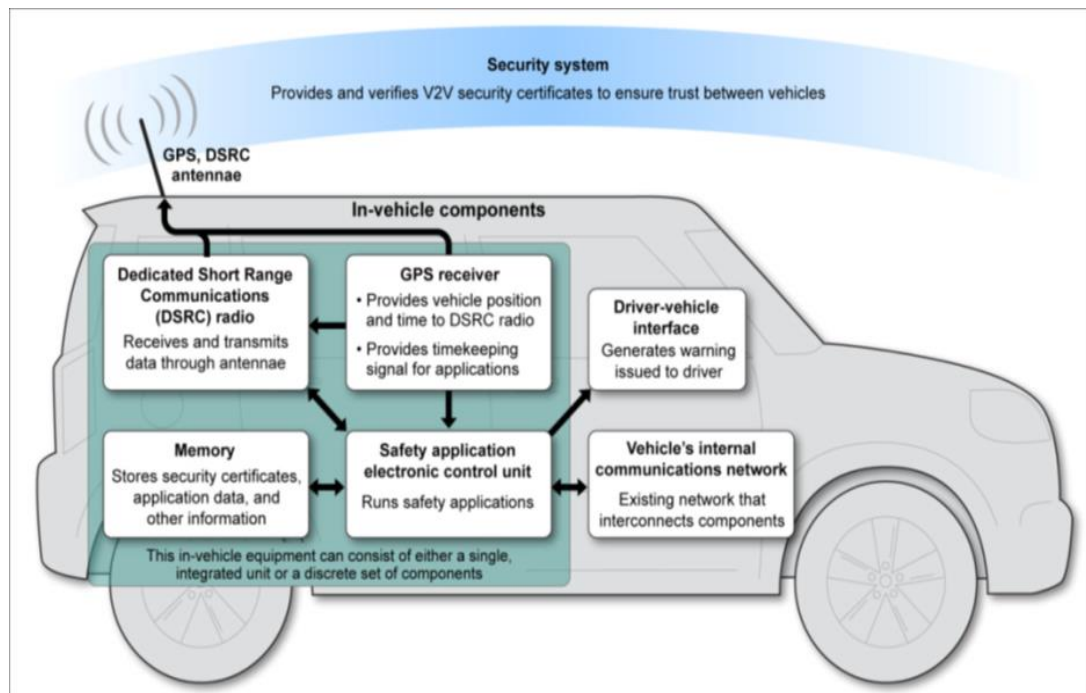 Security system
Provides and verifies V2V security certificates to ensure trust between vehicles
GPS, DSRC
antennae
In-vehicle components
Dedicated Short Range
Communications
(DSRC) radio
Receives and transmits
data through antennae
GPS receiver
• Provides vehicle position
and time to DSRC radio
• Provides timekeeping
signal for applications
Driver-vehicle
interface
Generates warning
issued to driver
Memory
Stores security certificates,
application data, and
other information
Safety application
electronic control unit
Runs safety applications
Vehicle's internal
communications network
Existing network that
interconnects components
This in-vehicle equipment can consist of either a single,
integrated unit or a discrete set of components